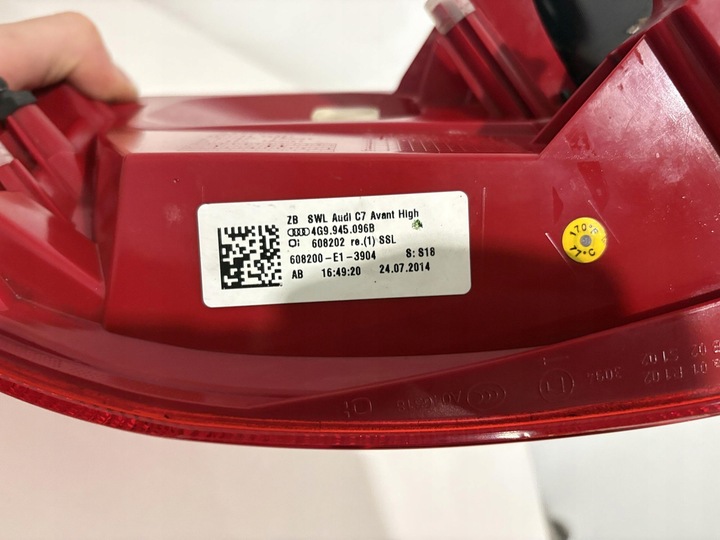 ZB SWL Audi C7 Avant High
4G9.945.096B
608202 re.(1) SSL
608200-E1-3904 S: S18
AB 16:49:20 24.07.2014
170°C